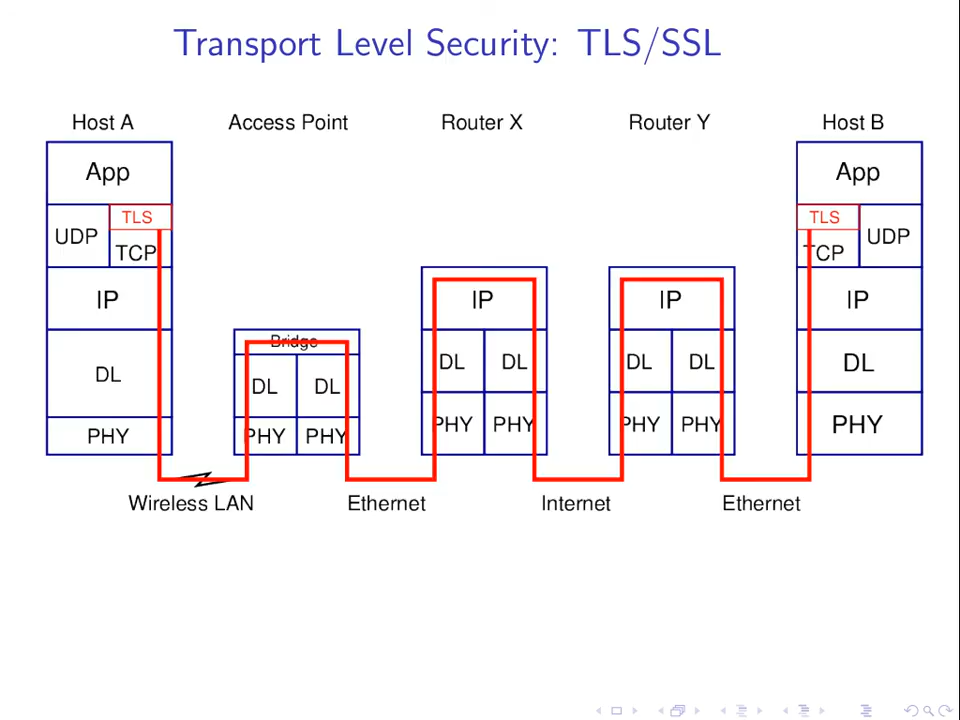 Transport Level Security: TLS/SSL
Host A Access Point Router X Router Y Host B
App App
TLS TLS
UDP TCP TCP UDP
IP IP IP IP
Bridge
DL DL DL DL DL DL DL DL
PHY PHY PHY PHY PHY PHY PHY PHY
Wireless LAN Ethernet Internet Ethernet